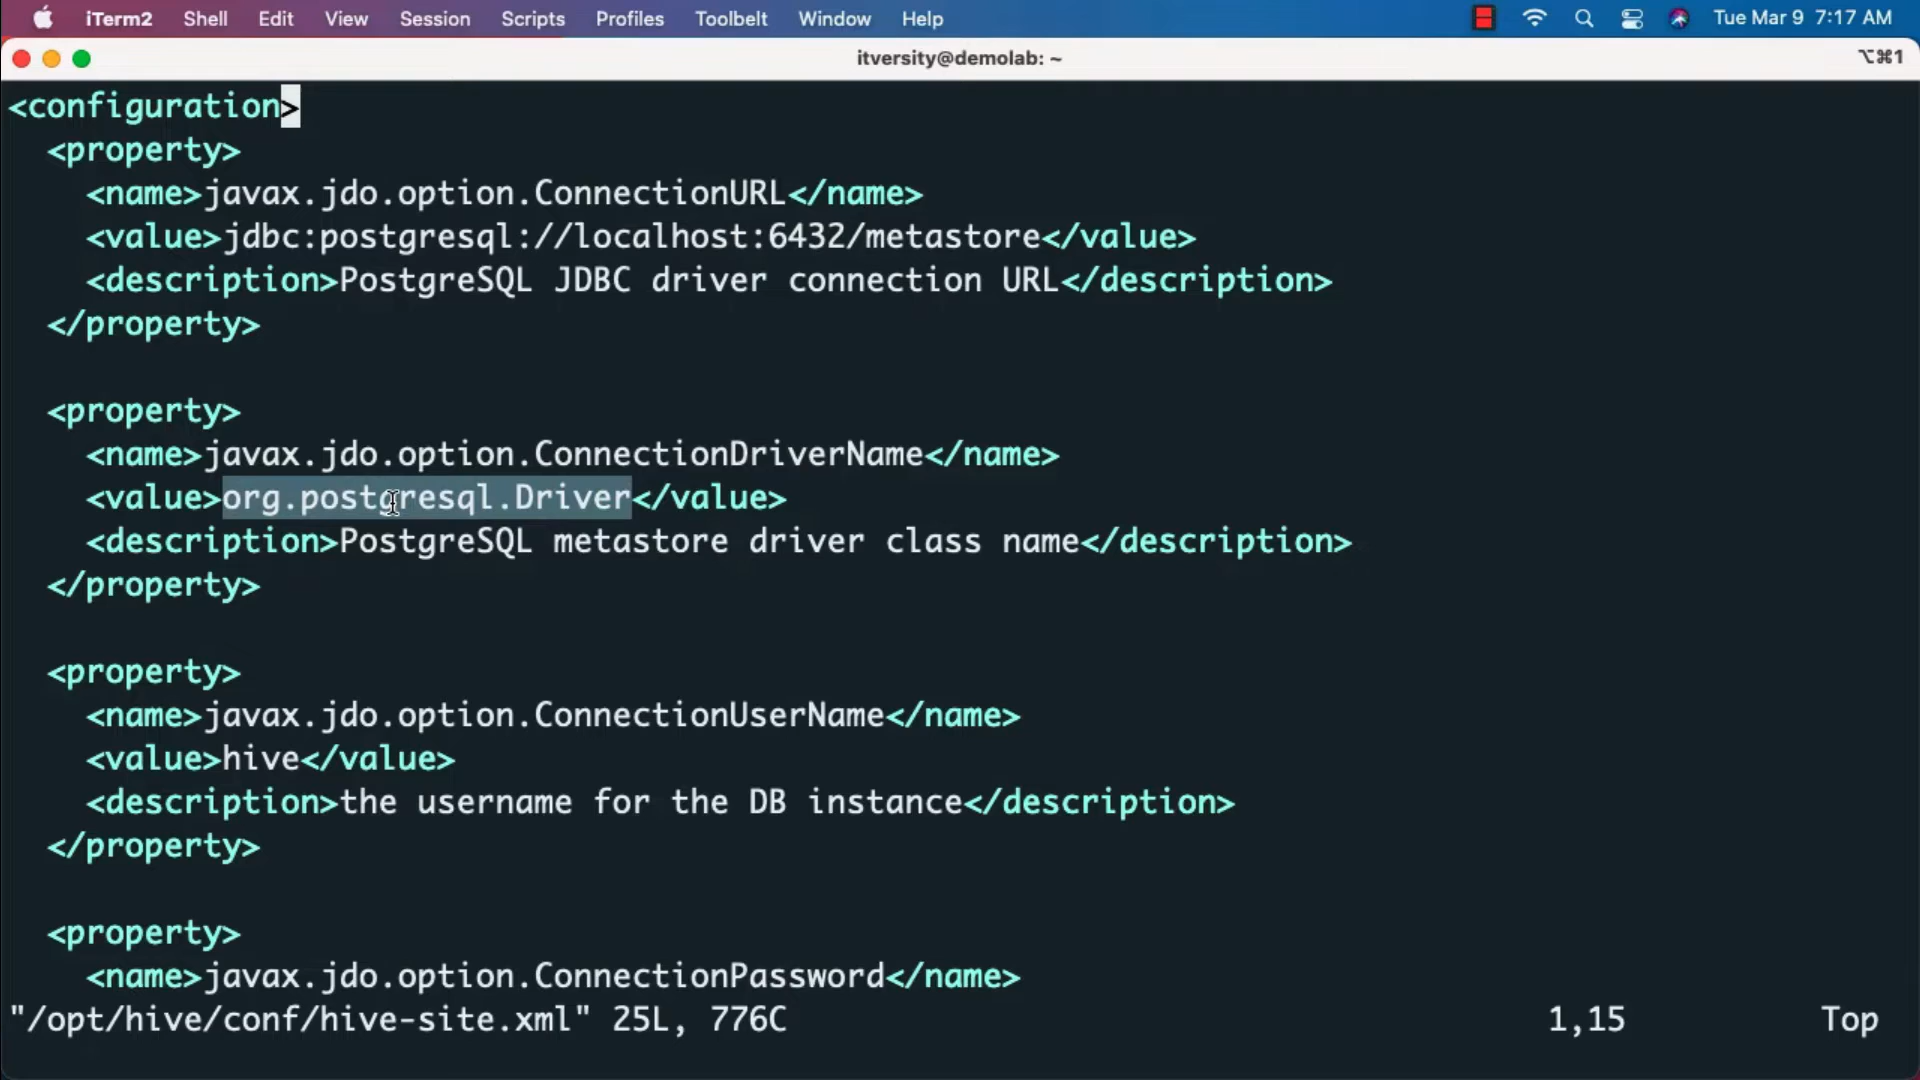 iTerm2 Shell Edit View Session Scripts Profiles Toolbelt Window Help Tue Mar 9 7:17 AM
itversity@demolab: ~ ⌥⌘1
<configuration>
  <property>
    <name>javax.jdo.option.ConnectionURL</name>
    <value>jdbc:postgresql://localhost:6432/metastore</value>
    <description>PostgreSQL JDBC driver connection URL</description>
  </property>
  <property>
    <name>javax.jdo.option.ConnectionDriverName</name>
    <value>org.postgresql.Driver</value>
    <description>PostgreSQL metastore driver class name</description>
  </property>
  <property>
    <name>javax.jdo.option.ConnectionUserName</name>
    <value>hive</value>
    <description>the username for the DB instance</description>
  </property>
  <property>
    <name>javax.jdo.option.ConnectionPassword</name>
"/opt/hive/conf/hive-site.xml" 25L, 776C 1,15 Top